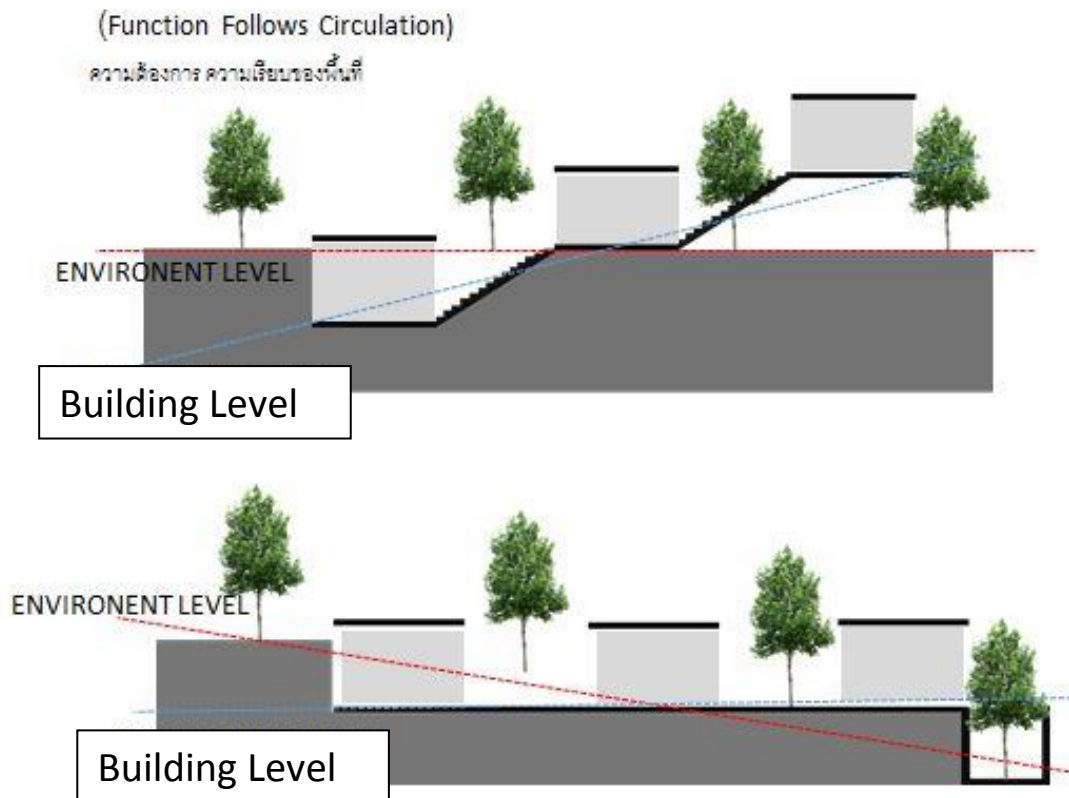 (Function Follows Circulation)
ความต้องการ ความเรียบของพื้นที่
ENVIRONENT LEVEL
Building Level
ENVIRONENT LEVEL
Building Level